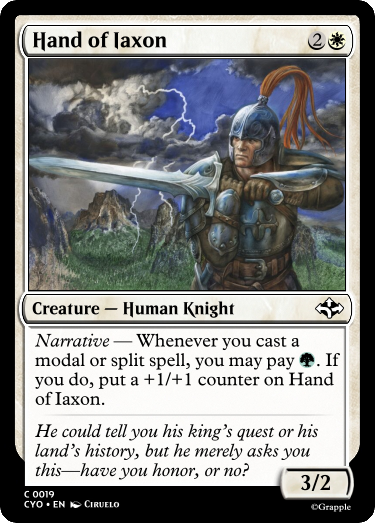 Hand of Iaxon 2
Creature — Human Knight
Narrative — Whenever you cast a
modal or split spell, you may pay . If
you do, put a +1/+1 counter on Hand
of Iaxon.
He could tell you his king's quest or his
land's history, but he merely asks you
this—have you honor, or no?
3/2
C 0019
CYO • EN Ciruelo
©Grapple